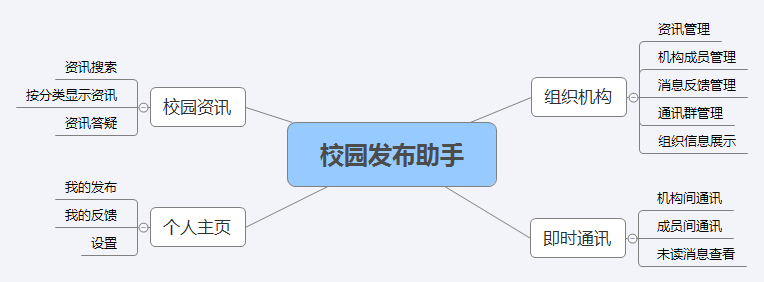 校园发布助手
校园资讯
资讯搜索
按分类显示资讯
资讯答疑
个人主页
我的发布
我的反馈
设置
组织机构
资讯管理
机构成员管理
消息反馈管理
通讯群管理
组织信息展示
即时通讯
机构间通讯
成员间通讯
未读消息查看